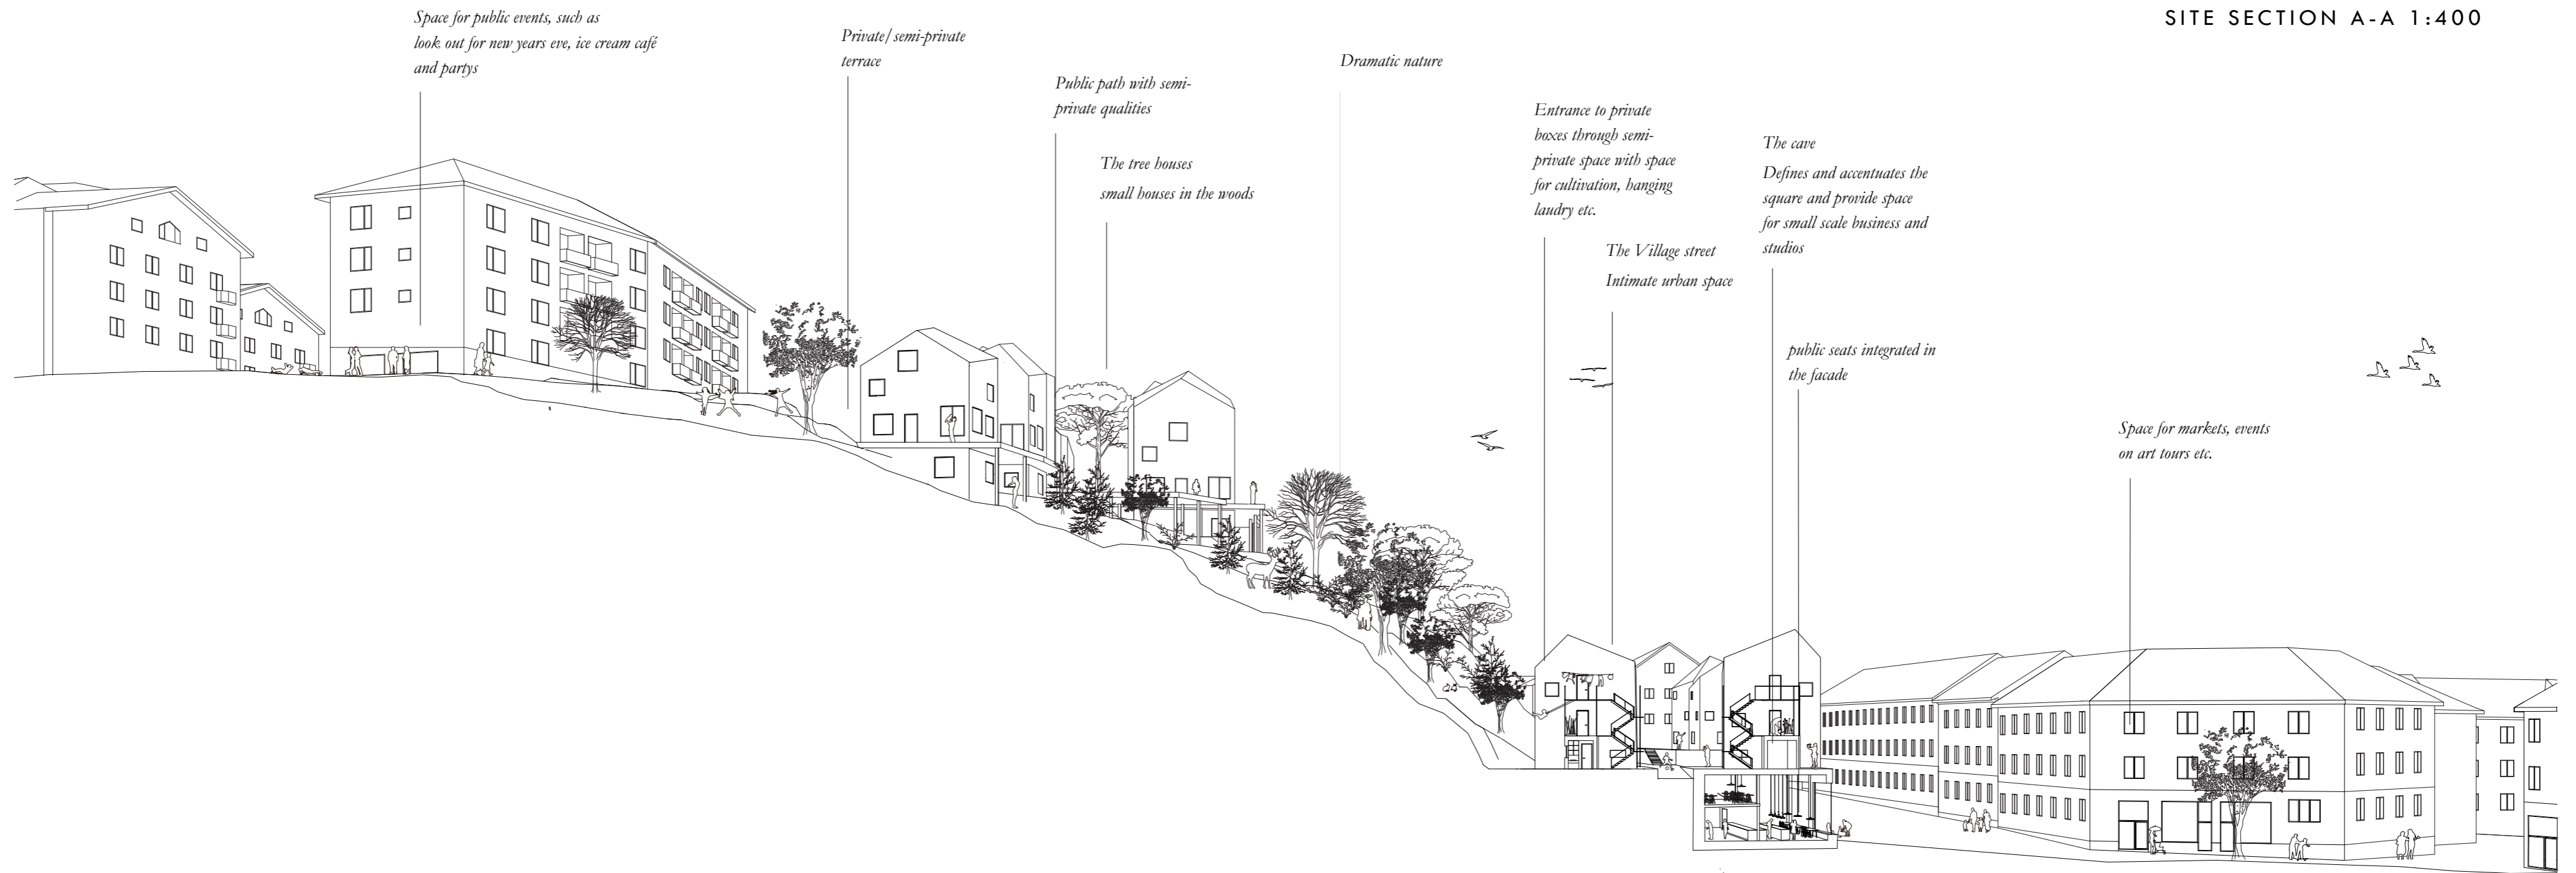 SITE SECTION A-A 1:400
Space for public events, such as
look out for new years eve, ice cream café
and partys
Private/semi-private
terrace
Public path with semi-
private qualities
The tree houses
small houses in the woods
Dramatic nature
Entrance to private
boxes through semi-
private space with space
for cultivation, hanging
laudry etc.
The Village street
Intimate urban space
The cave
Defines and accentuates the
square and provide space
for small scale business and
studios
public seats integrated in
the facade
Space for markets, events
on art tours etc.